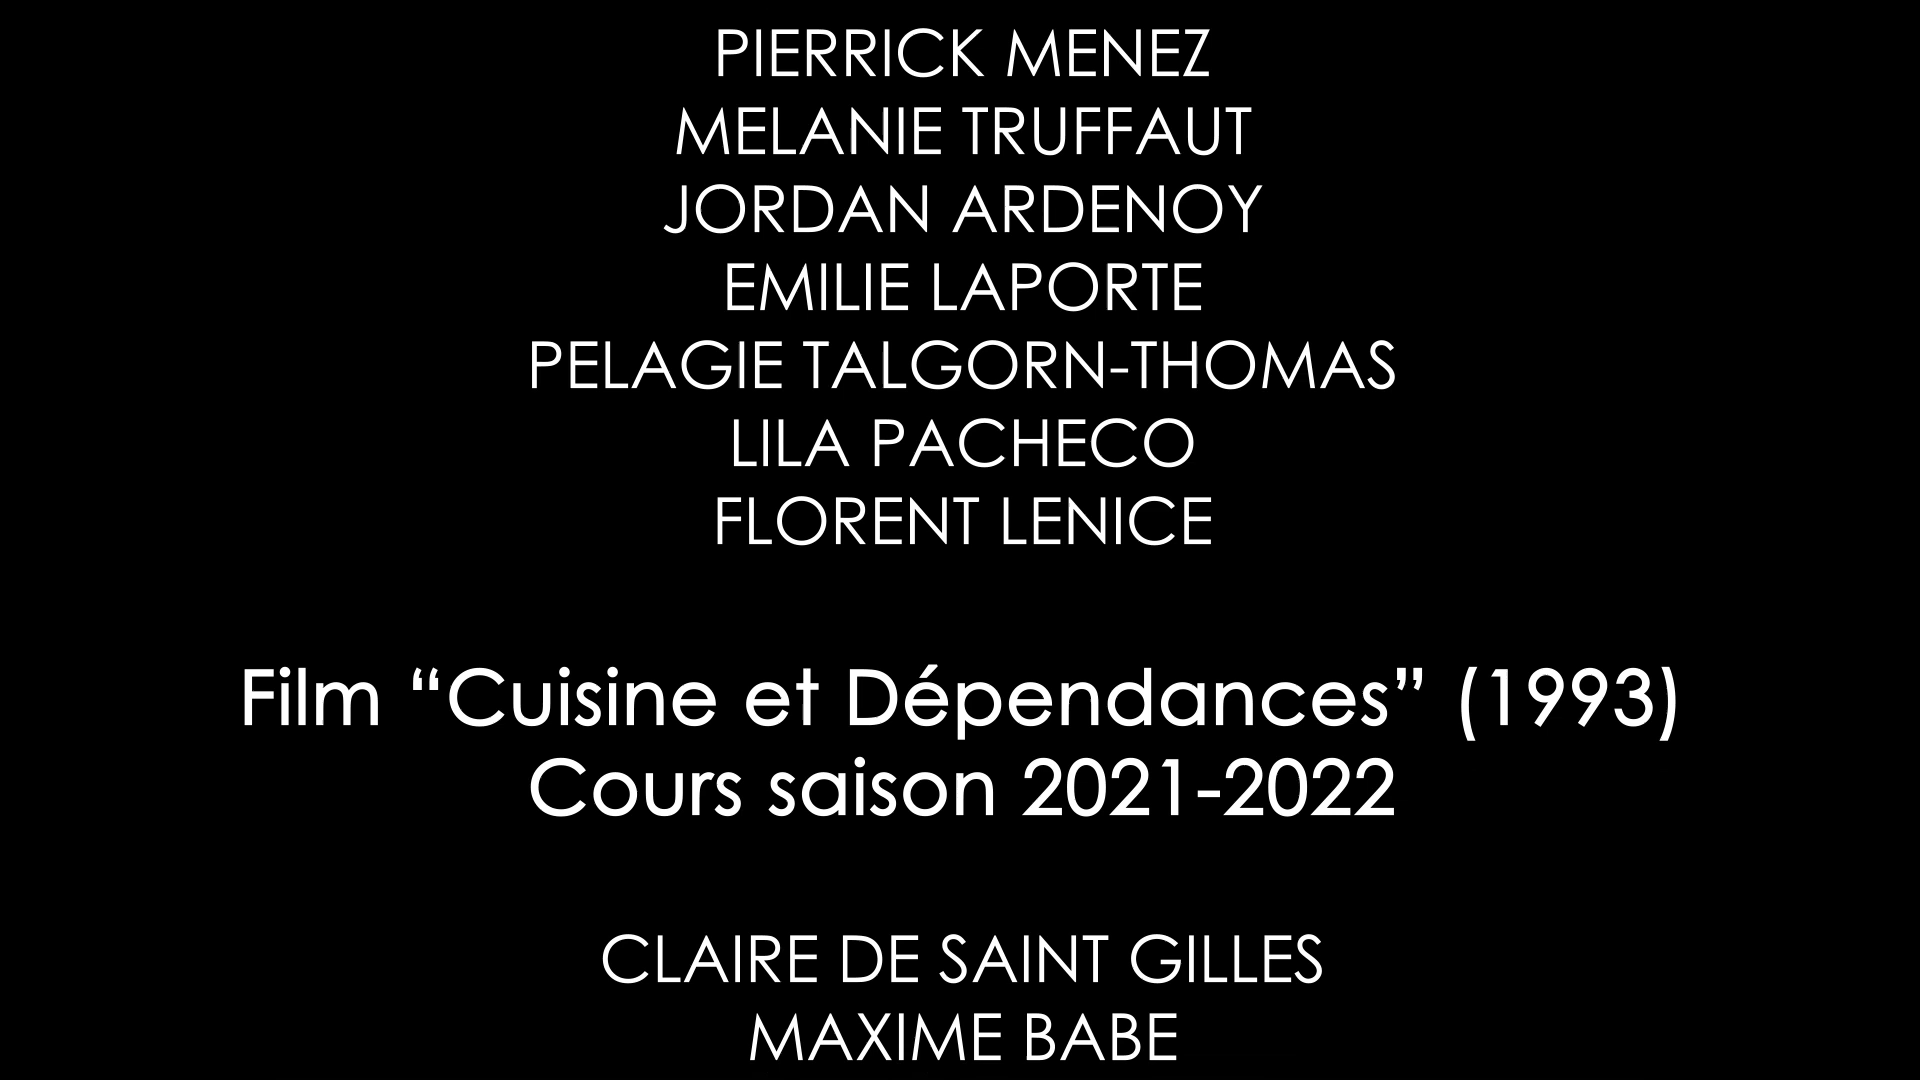 PIERRICK MENEZ
MELANIE TRUFFAUT
JORDAN ARDENOY
EMILIE LAPORTE
PELAGIE TALGORN-THOMAS
LILA PACHECO
FLORENT LENICE
Film “Cuisine et Dépendances” (1993)
Cours saison 2021-2022
CLAIRE DE SAINT GILLES
MAXIME BABE